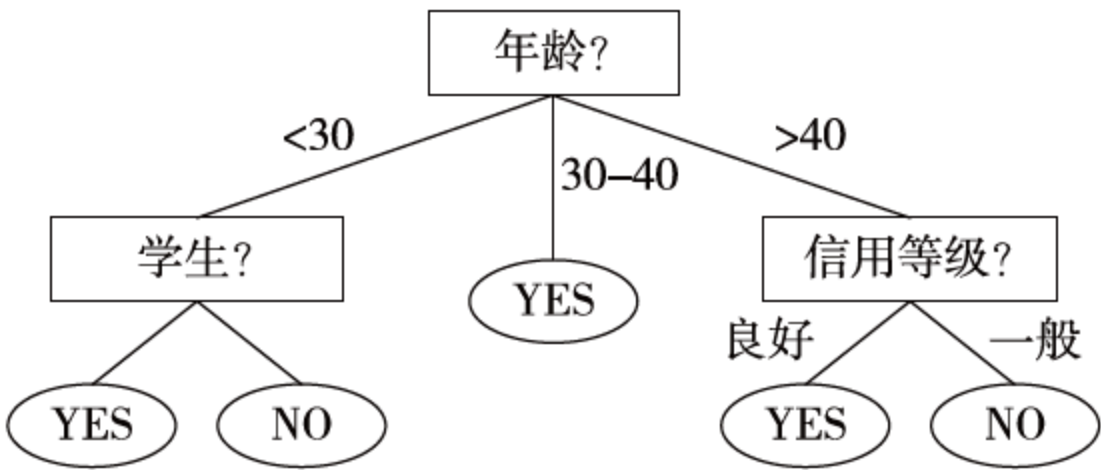 年龄?
<30
30–40
>40
学生?
YES
信用等级?
良好
一般
YES
NO
YES
NO